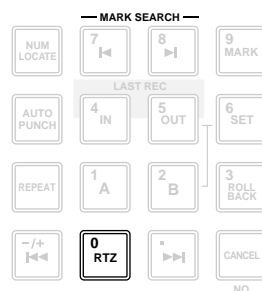 MARK SEARCH
NUM LOCATE
7
8
9 MARK
LAST REC
AUTO PUNCH
4 IN
5 OUT
6 SET
REPEAT
1 A
2 B
3 ROLL BACK
-/+
0 RTZ
.
CANCEL
NO